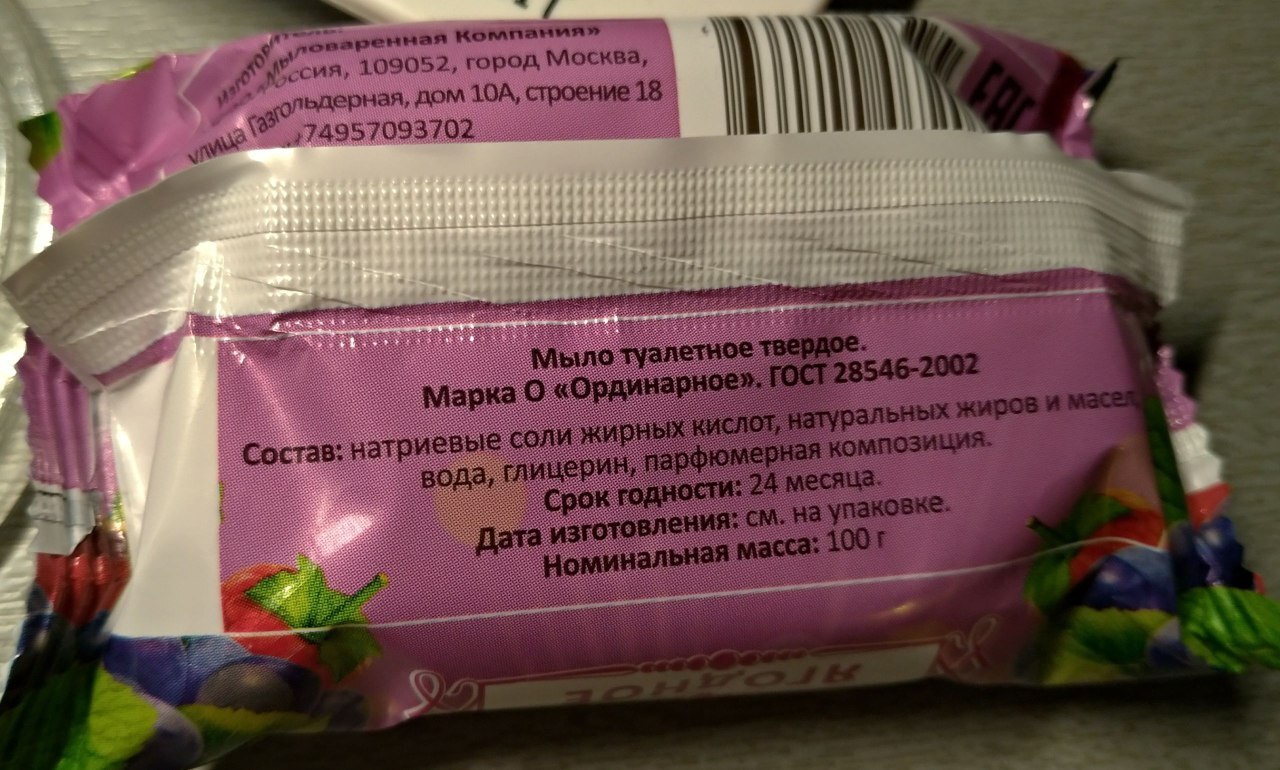 Мыловаренная Компания»
Россия, 109052, город Москва,
улица Газгольдерная, дом 10А, строение 18
74957093702
ЕАС
Мыло туалетное твердое.
Марка О «Ординарное». ГОСТ 28546-2002
Состав: натриевые соли жирных кислот, натуральных жиров и масел,
вода, глицерин, парфюмерная композиция.
Срок годности: 24 месяца.
Дата изготовления: см. на упаковке.
Номинальная масса: 100 г